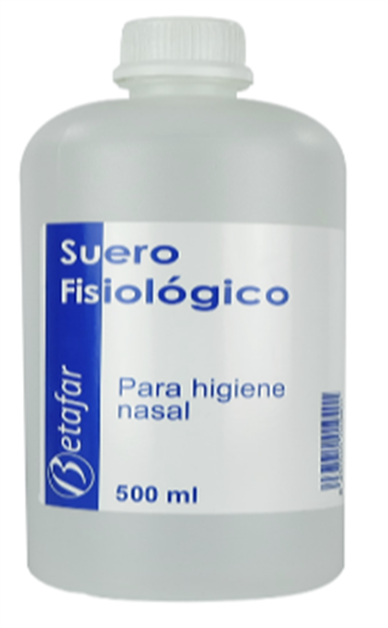 Suero
Fisiológico
Para higiene
nasal
Betafar
500 ml